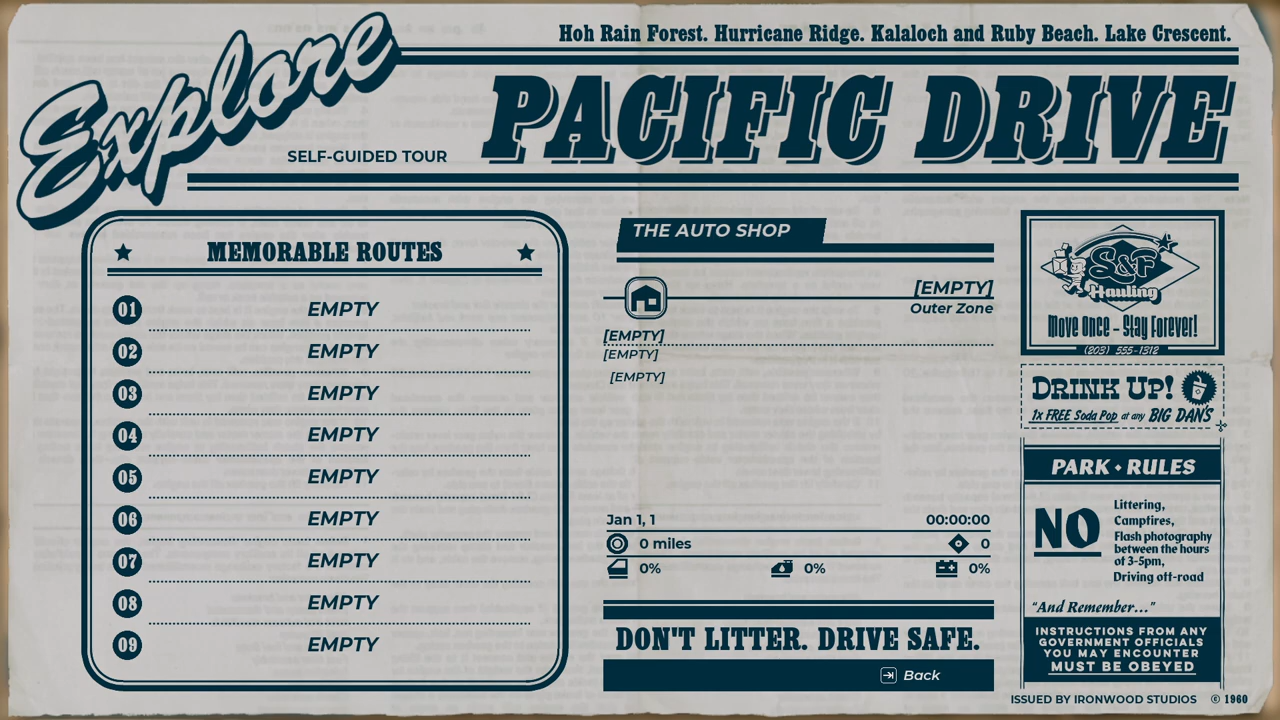 Explore
Hoh Rain Forest. Hurricane Ridge. Kalaloch and Ruby Beach. Lake Crescent.
PACIFIC DRIVE
SELF-GUIDED TOUR
MEMORABLE ROUTES
01 EMPTY
02 EMPTY
03 EMPTY
04 EMPTY
05 EMPTY
06 EMPTY
07 EMPTY
08 EMPTY
09 EMPTY
THE AUTO SHOP
[EMPTY]
Outer Zone
[EMPTY]
[EMPTY]
[EMPTY]
Jan 1, 1 00:00:00
0 miles 0
0% 0% 0%
DON'T LITTER. DRIVE SAFE.
Back
S&F
Hauling
Move Once - Stay Forever!
(203) 555-1312
DRINK UP!
1x FREE Soda Pop at any BIG DAN'S
PARK • RULES
NO
Littering,
Campfires,
Flash photography
between the hours
of 3-5pm,
Driving off-road
"And Remember..."
INSTRUCTIONS FROM ANY
GOVERNMENT OFFICIALS
YOU MAY ENCOUNTER
MUST BE OBEYED
ISSUED BY IRONWOOD STUDIOS © 1960